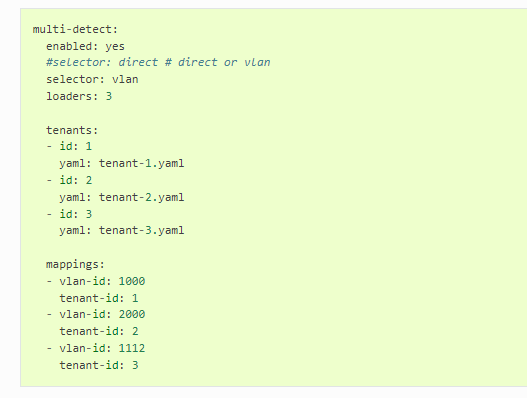 multi-detect:
  enabled: yes
  #selector: direct # direct or vlan
  selector: vlan
  loaders: 3

  tenants:
  - id: 1
    yaml: tenant-1.yaml
  - id: 2
    yaml: tenant-2.yaml
  - id: 3
    yaml: tenant-3.yaml

  mappings:
  - vlan-id: 1000
    tenant-id: 1
  - vlan-id: 2000
    tenant-id: 2
  - vlan-id: 1112
    tenant-id: 3